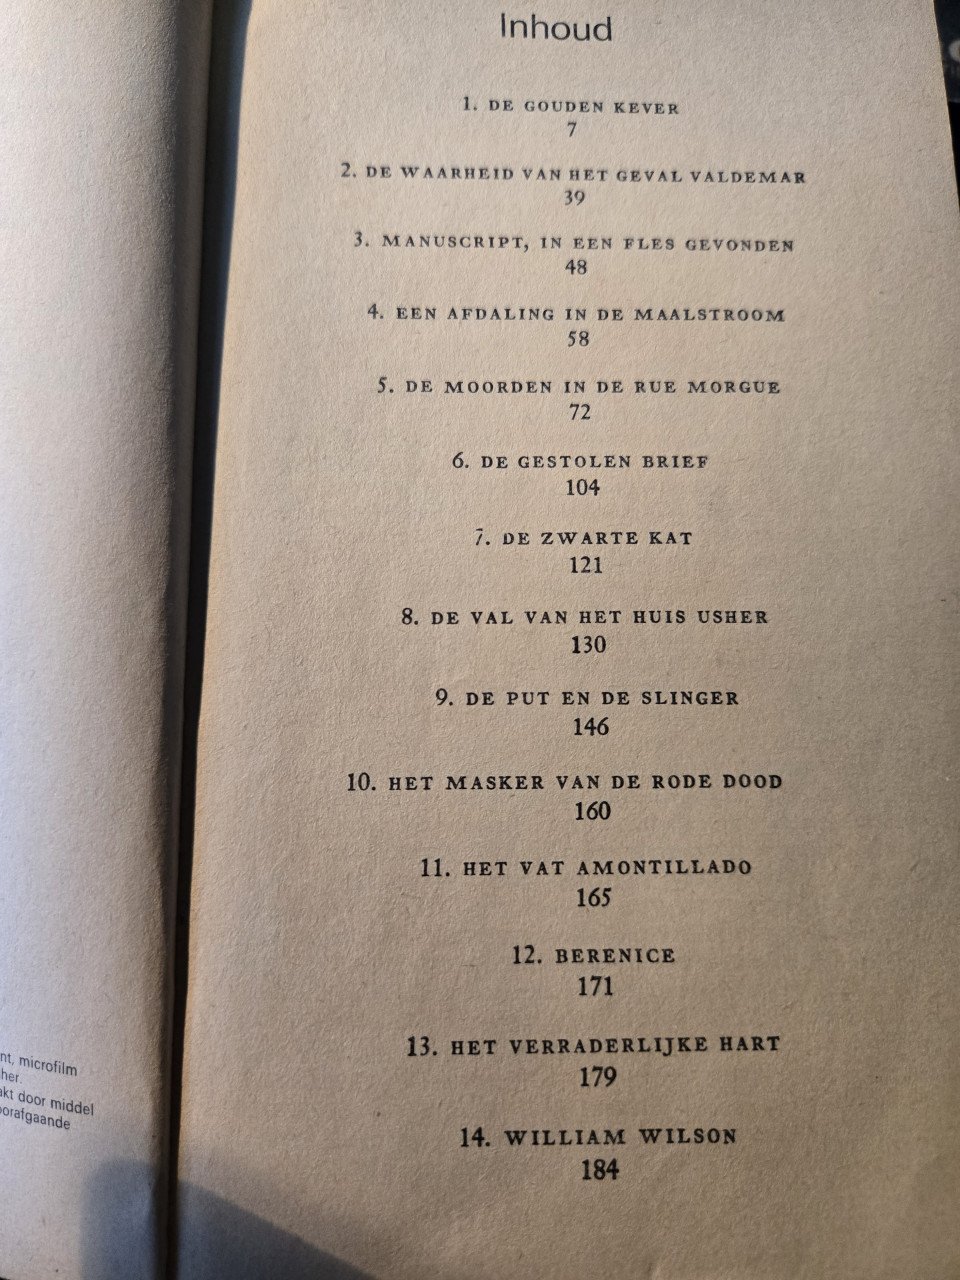 Inhoud
1. DE GOUDEN KEVER
7
2. DE WAARHEID VAN HET GEVAL VALDEMAR
39
3. MANUSCRIPT, IN EEN FLES GEVONDEN
48
4. EEN AFDALING IN DE MAALSTROOM
58
5. DE MOORDEN IN DE RUE MORGUE
72
6. DE GESTOLEN BRIEF
104
7. DE ZWARTE KAT
121
8. DE VAL VAN HET HUIS USHER
130
9. DE PUT EN DE SLINGER
146
10. HET MASKER VAN DE RODE DOOD
160
11. HET VAT AMONTILLADO
165
12. BERENICE
171
13. HET VERRADERLIJKE HART
179
14. WILLIAM WILSON
184
nt, microfilm
her.
akt door middel
oorafgaande